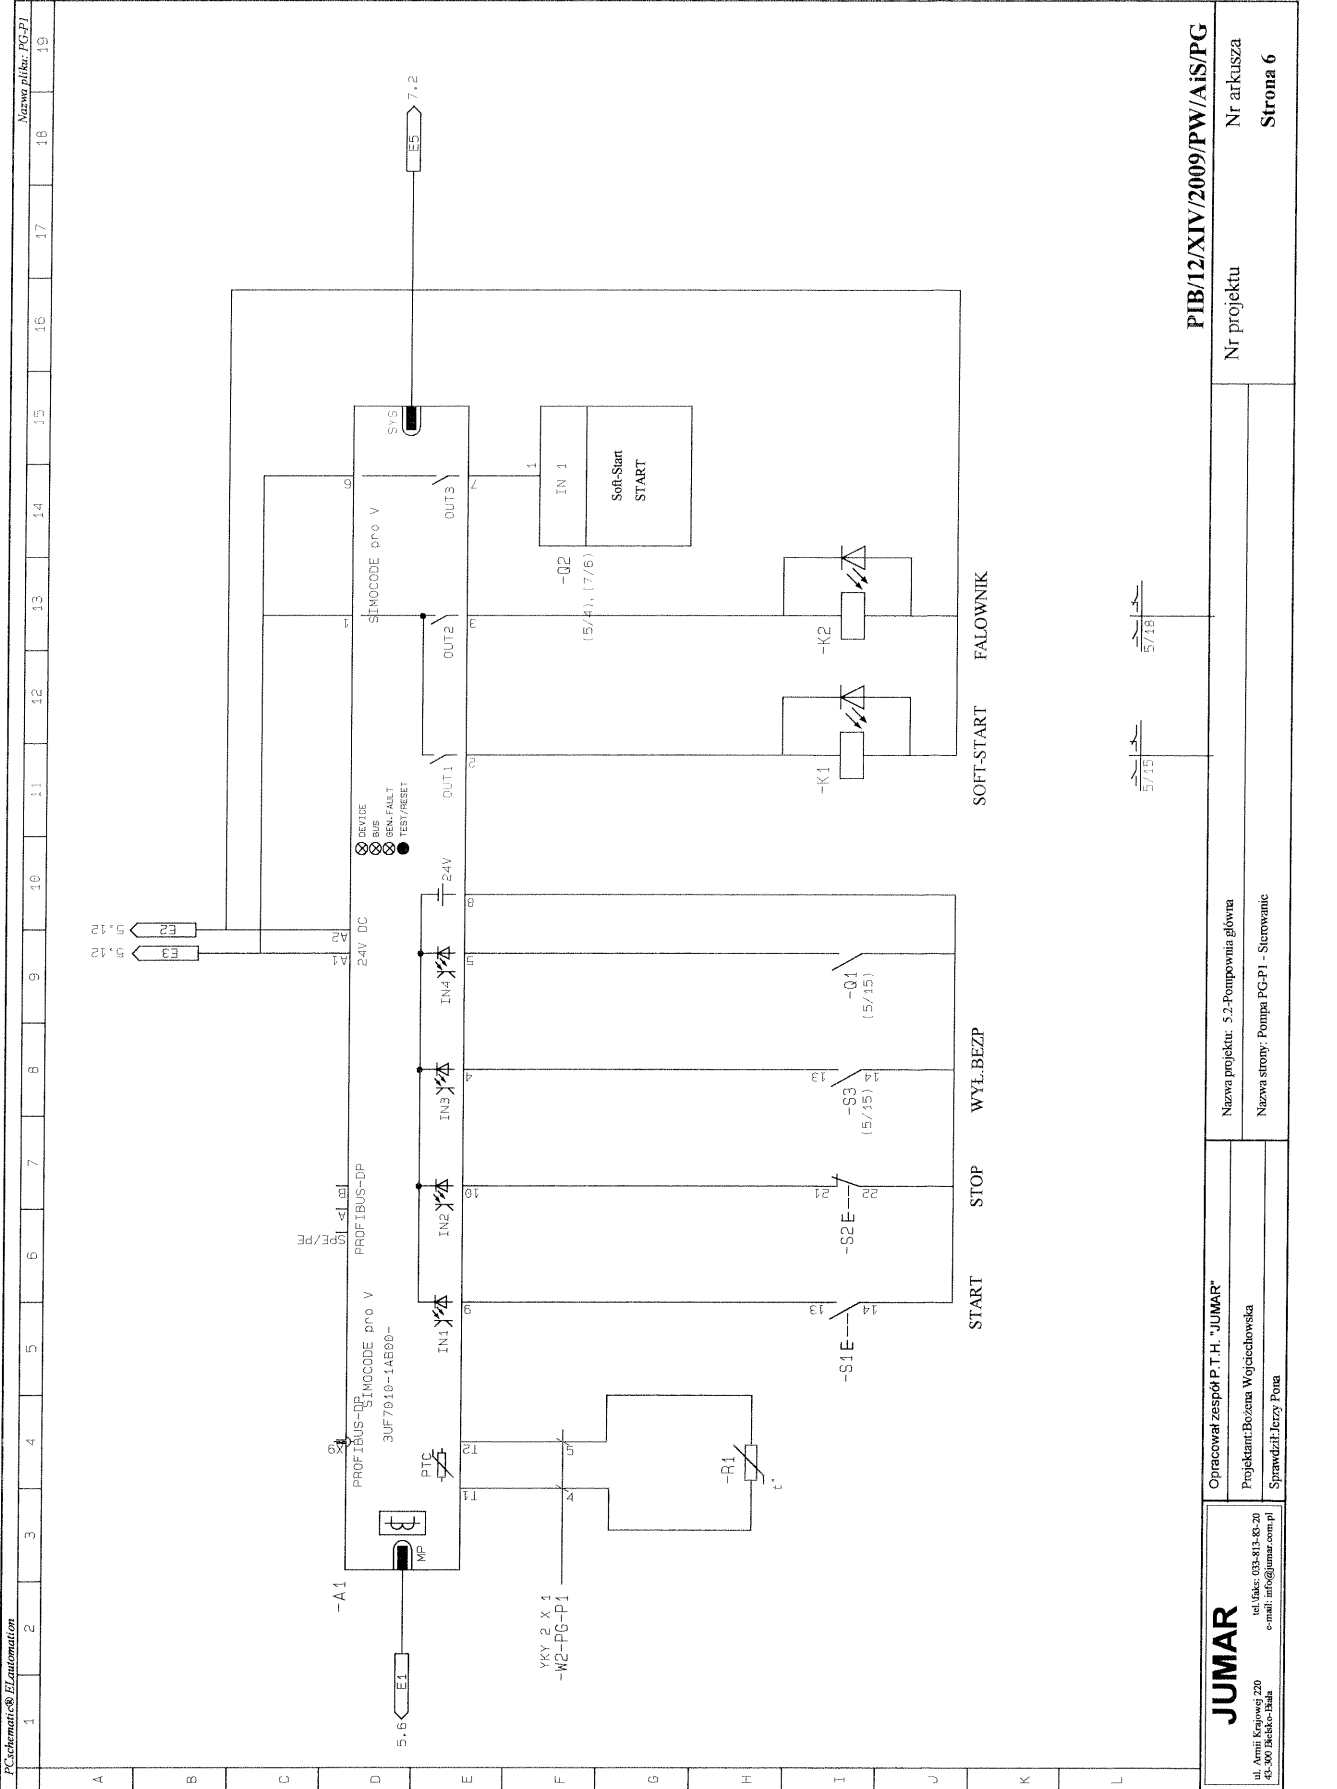 PCschematic® ELautomation
Nazwa pliku: PG-P1
1 2 3 4 5 6 7 8 9 10 11 12 13 14 15 16 17 18 19
A
B
C
D
E
F
G
H
I
J
K
L
5.12 E3
5.12 E2
5.6 E1
E5 7.2
-A1
MP
X9
PROFIBUS-DP
SIMOCODE pro V
3UF7010-1AB00-
SPE/PE
A
B
PROFIBUS-DP
A1
A2
24V DC
DEVICE
BUS
GEN.FAULT
TEST/RESET
1
SIMOCODE pro V
6
SYS
PTC
IN1
IN2
IN3
IN4
24V
OUT1
OUT2
OUT3
T1
T2
9
10
4
5
8
2
3
7
YKY 2 X 1
-W2-PG-P1
4
5
-R1
t°
-S1
13
14
START
-S2
21
22
STOP
-S3
(5/15)
13
14
WYŁ.BEZP
-Q1
(5/15)
-K1
SOFT-START
-K2
FALOWNIK
1
IN 1
Soft-Start
START
-Q2
(5/4),(7/6)
5/15
5/18
PIB/12/XIV/2009/PW/AiS/PG
JUMAR
ul. Armii Krajowej 220
43-300 Bielsko-Biała
tel.\faks: 033-813-83-20
e-mail: info@jumar.com.pl
Opracował zespół P.T.H. "JUMAR"
Projektant:Bożena Wojciechowska
Sprawdził:Jerzy Pona
Nazwa projektu: 5.2-Pompownia główna
Nazwa strony: Pompa PG-P1 - Sterowanie
Nr projektu
Nr arkusza
Strona 6